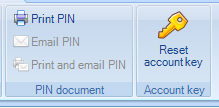 Print PIN
Email PIN
Print and email PIN
PIN document
Reset
account key
Account key